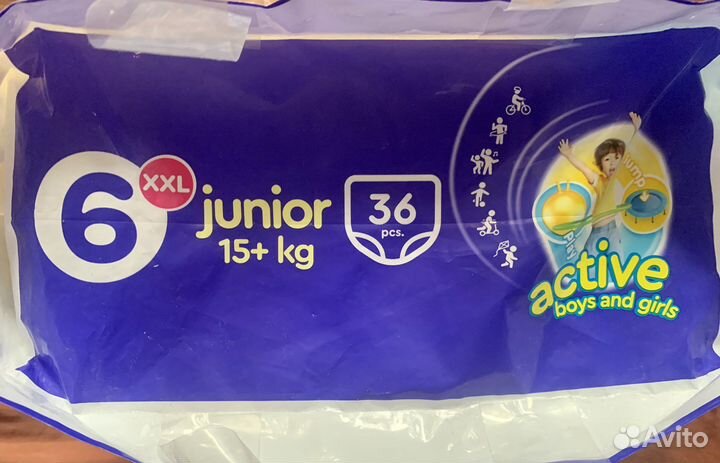 6
XXL
junior
15+ kg
36
pcs.
jump
play
active
boys and girls
Avito